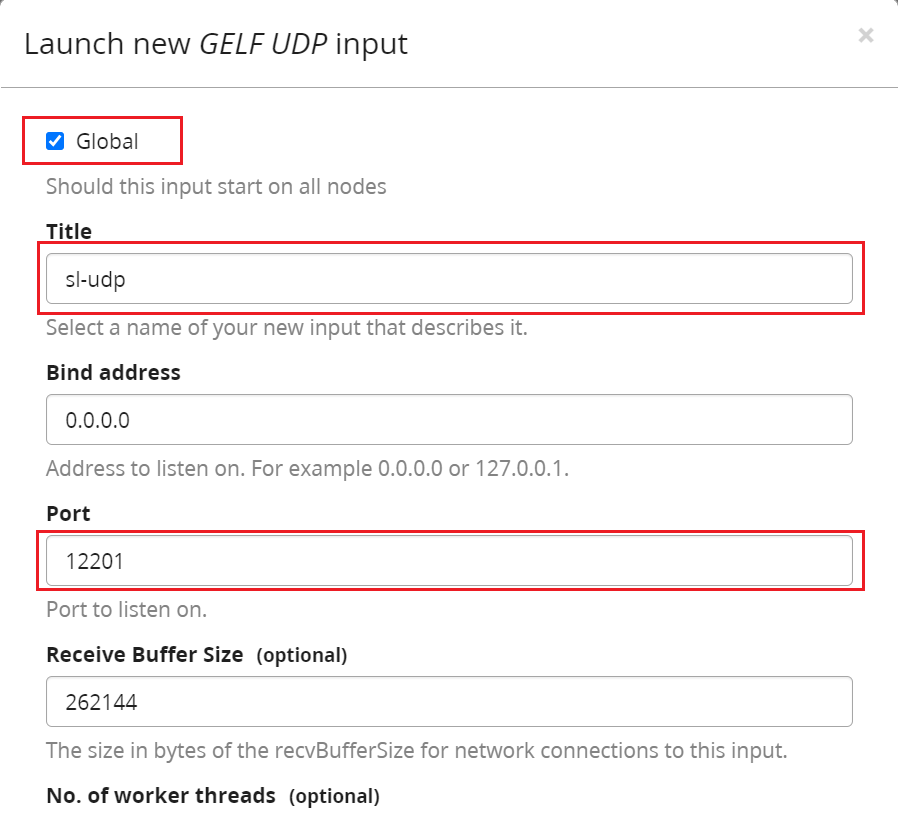 Launch new GELF UDP input
×
Global
Should this input start on all nodes
Title
sl-udp
Select a name of your new input that describes it.
Bind address
0.0.0.0
Address to listen on. For example 0.0.0.0 or 127.0.0.1.
Port
12201
Port to listen on.
Receive Buffer Size (optional)
262144
The size in bytes of the recvBufferSize for network connections to this input.
No. of worker threads (optional)